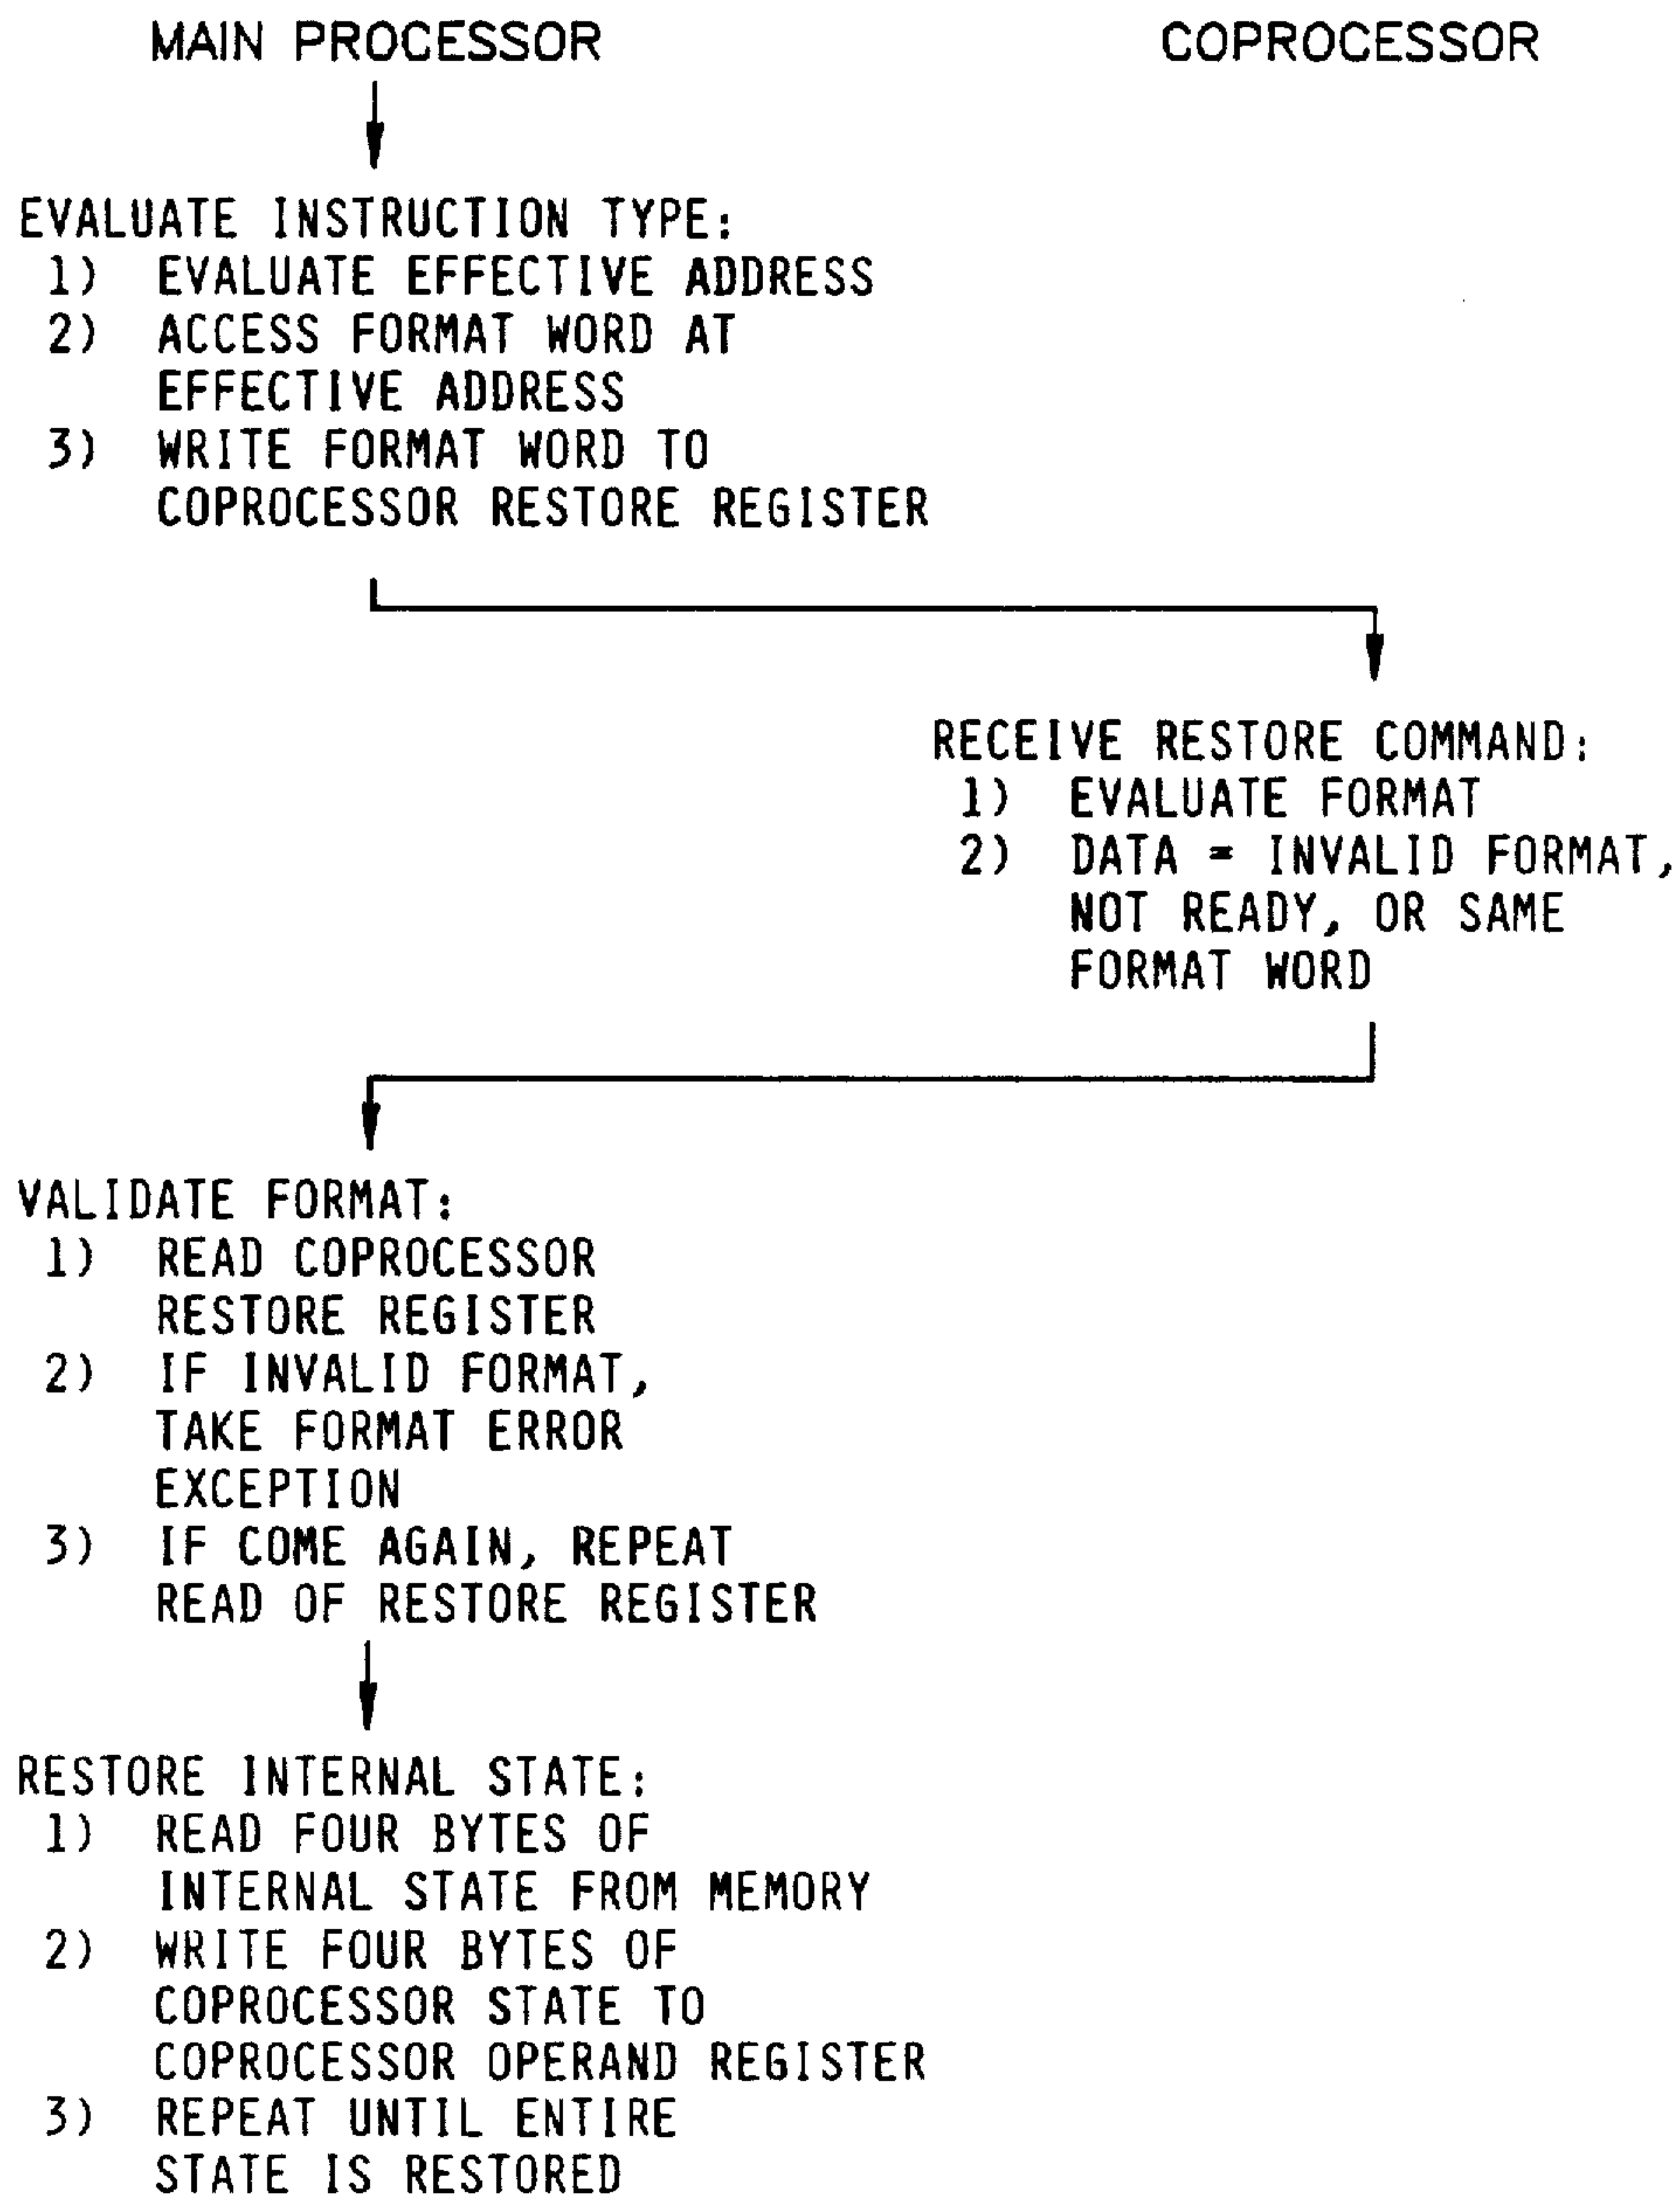 MAIN PROCESSOR COPROCESSOR
EVALUATE INSTRUCTION TYPE:
1) EVALUATE EFFECTIVE ADDRESS
2) ACCESS FORMAT WORD AT
EFFECTIVE ADDRESS
3) WRITE FORMAT WORD TO
COPROCESSOR RESTORE REGISTER
RECEIVE RESTORE COMMAND:
1) EVALUATE FORMAT
2) DATA = INVALID FORMAT,
NOT READY, OR SAME
FORMAT WORD
VALIDATE FORMAT:
1) READ COPROCESSOR
RESTORE REGISTER
2) IF INVALID FORMAT,
TAKE FORMAT ERROR
EXCEPTION
3) IF COME AGAIN, REPEAT
READ OF RESTORE REGISTER
RESTORE INTERNAL STATE:
1) READ FOUR BYTES OF
INTERNAL STATE FROM MEMORY
2) WRITE FOUR BYTES OF
COPROCESSOR STATE TO
COPROCESSOR OPERAND REGISTER
3) REPEAT UNTIL ENTIRE
STATE IS RESTORED